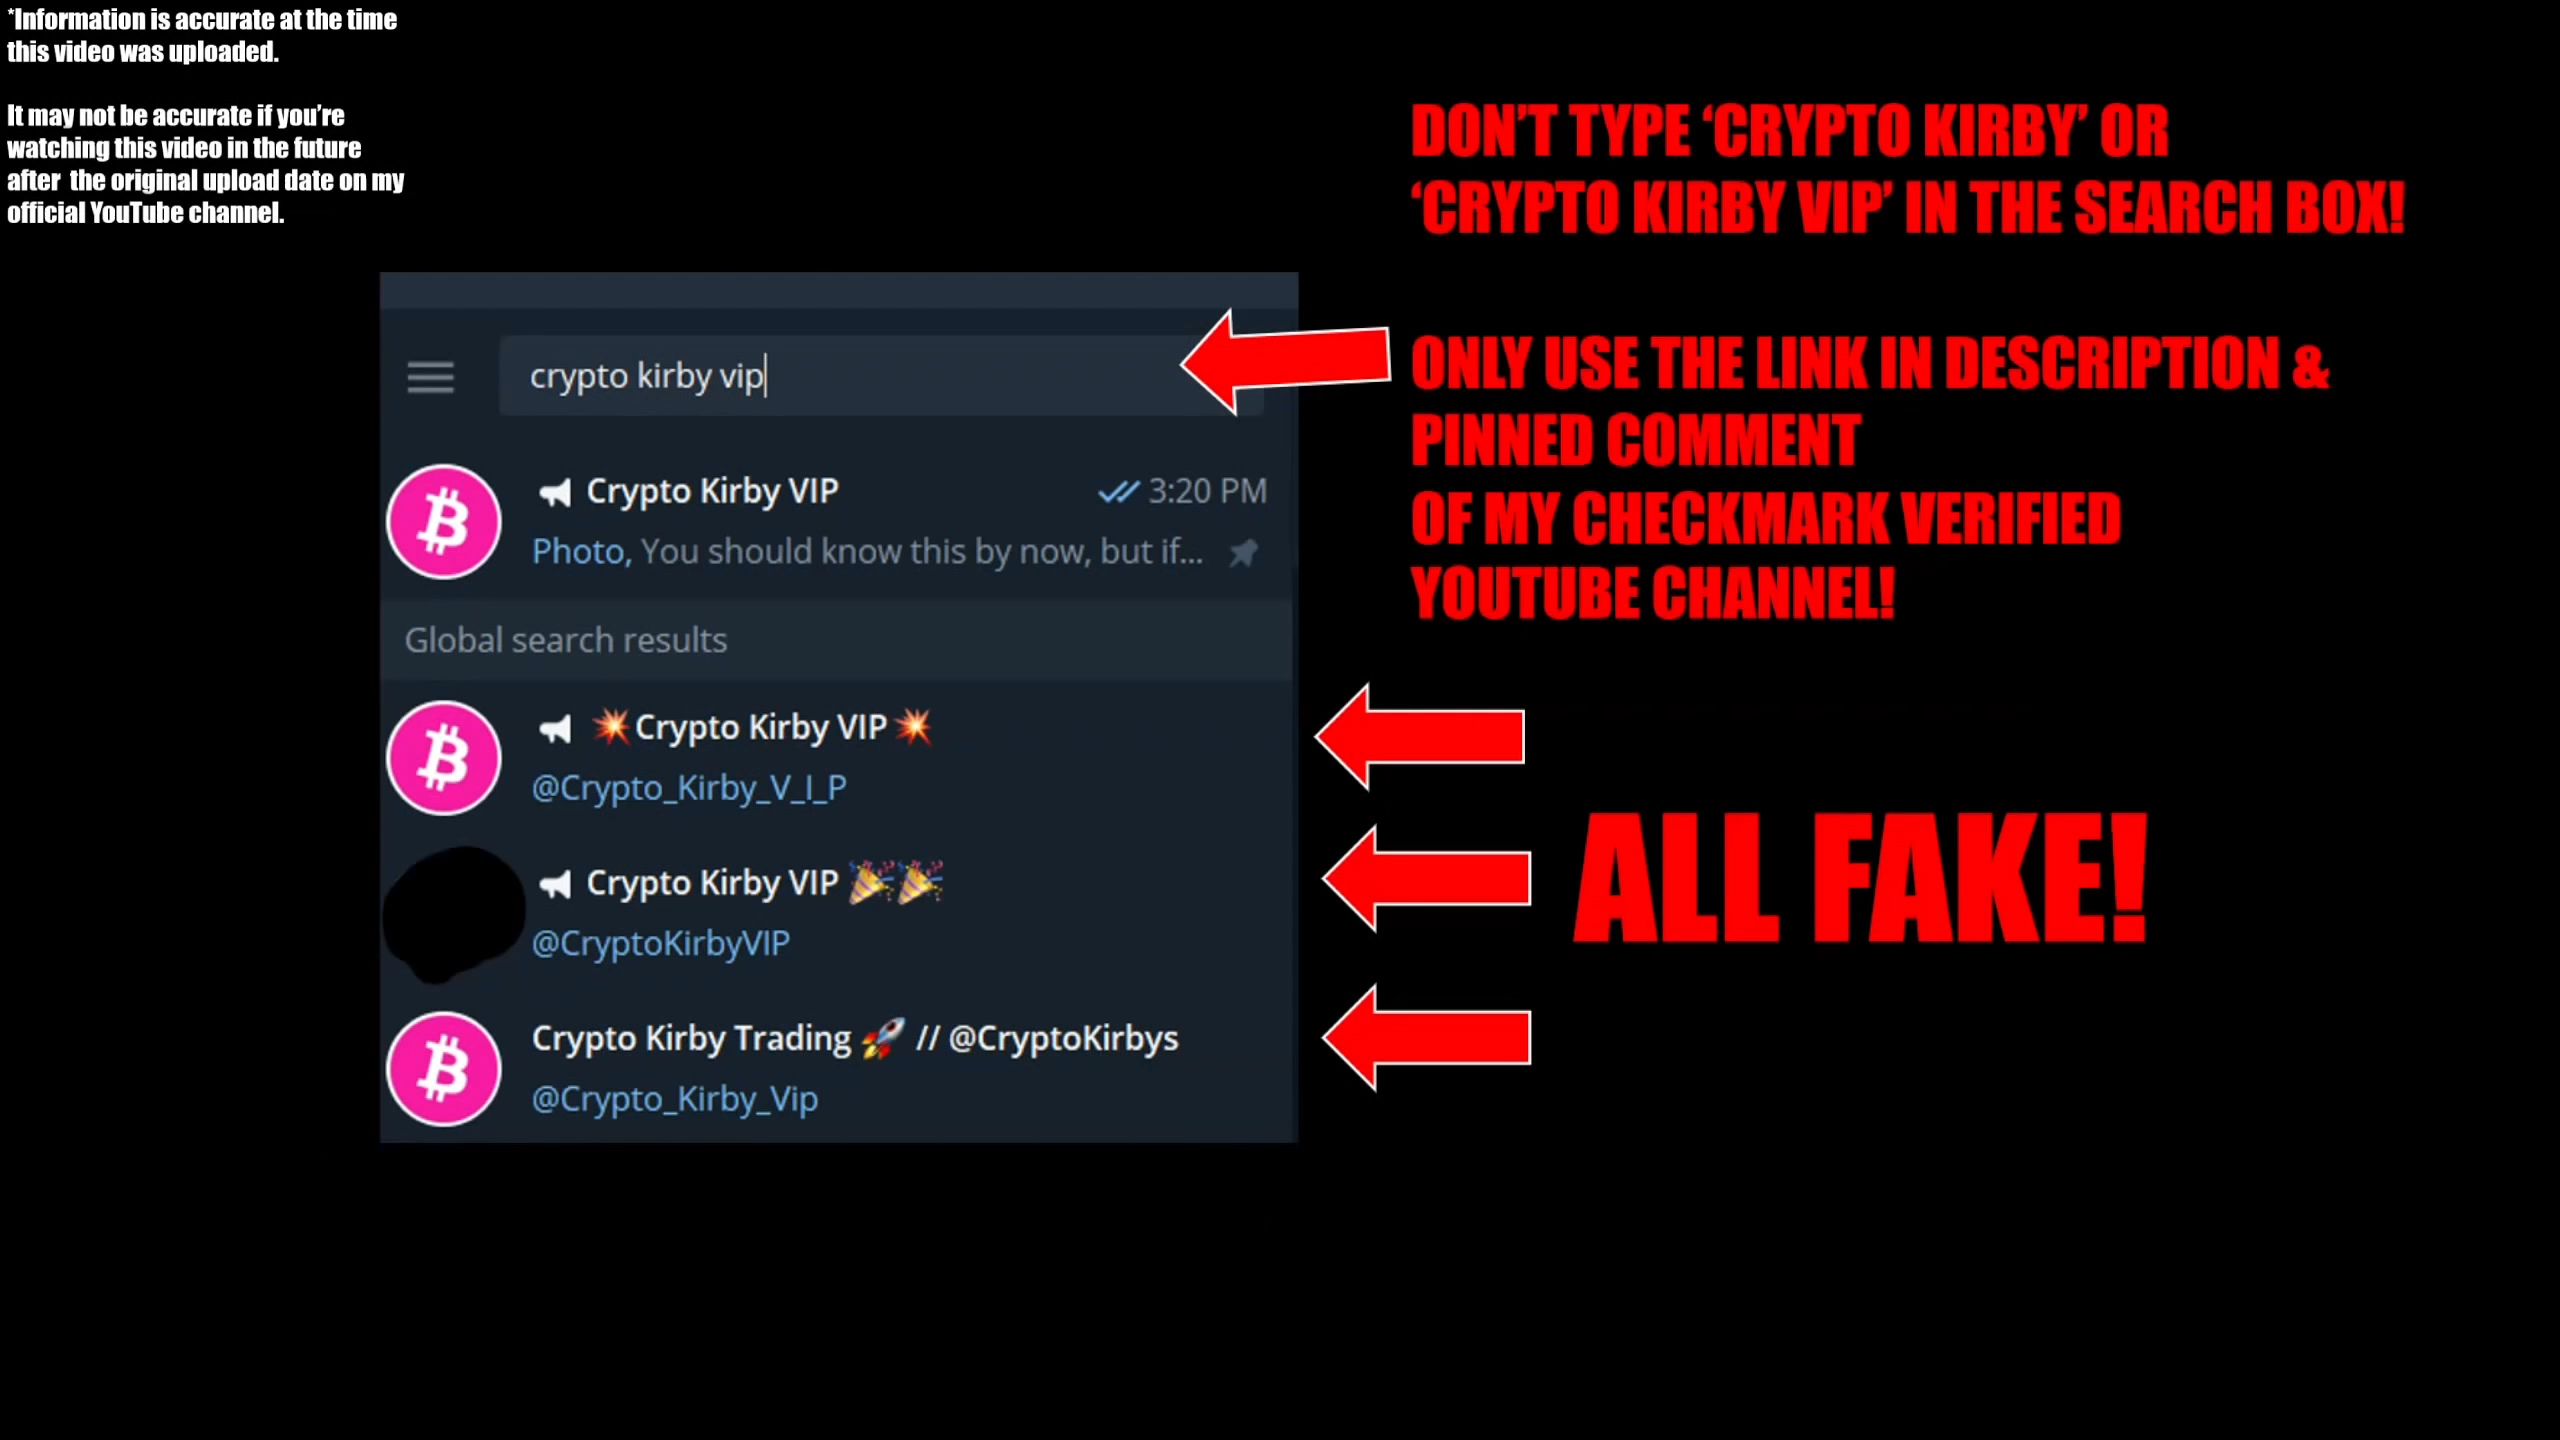 *Information is accurate at the time
this video was uploaded.
It may not be accurate if you’re
watching this video in the future
after  the original upload date on my
official YouTube channel.
DON’T TYPE ‘CRYPTO KIRBY’ OR
‘CRYPTO KIRBY VIP’ IN THE SEARCH BOX!
ONLY USE THE LINK IN DESCRIPTION &
PINNED COMMENT
OF MY CHECKMARK VERIFIED
YOUTUBE CHANNEL!
crypto kirby vip
Crypto Kirby VIP 3:20 PM
Photo, You should know this by now, but if...
Global search results
💥Crypto Kirby VIP💥
@Crypto_Kirby_V_I_P
Crypto Kirby VIP 🎉🎉
@CryptoKirbyVIP
Crypto Kirby Trading 🚀 // @CryptoKirbys
@Crypto_Kirby_Vip
ALL FAKE!